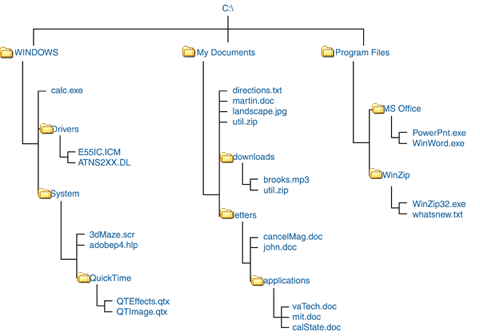 C:\
WINDOWS
calc.exe
Drivers
E55IC.ICM
ATNS2XX.DL
System
3dMaze.scr
adobep4.hlp
QuickTime
QTEffects.qtx
QTImage.qtx
My Documents
directions.txt
martin.doc
landscape.jpg
util.zip
downloads
brooks.mp3
util.zip
letters
cancelMag.doc
john.doc
applications
vaTech.doc
mit.doc
calState.doc
Program Files
MS Office
PowerPnt.exe
WinWord.exe
WinZip
WinZip32.exe
whatsnew.txt